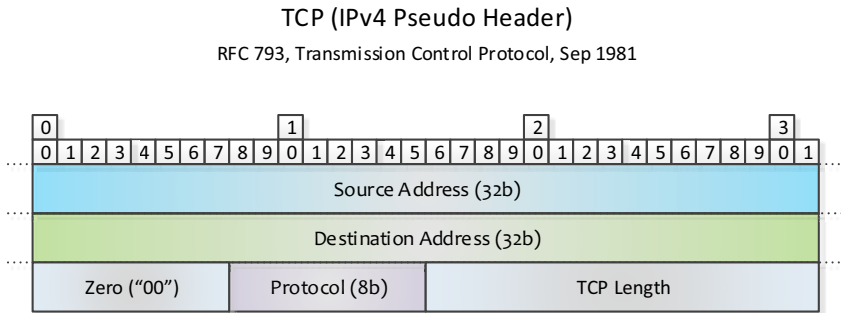 TCP (IPv4 Pseudo Header)
RFC 793, Transmission Control Protocol, Sep 1981
0 1 2 3
0 1 2 3 4 5 6 7 8 9 0 1 2 3 4 5 6 7 8 9 0 1 2 3 4 5 6 7 8 9 0 1
Source Address (32b)
Destination Address (32b)
Zero (“00”) Protocol (8b) TCP Length